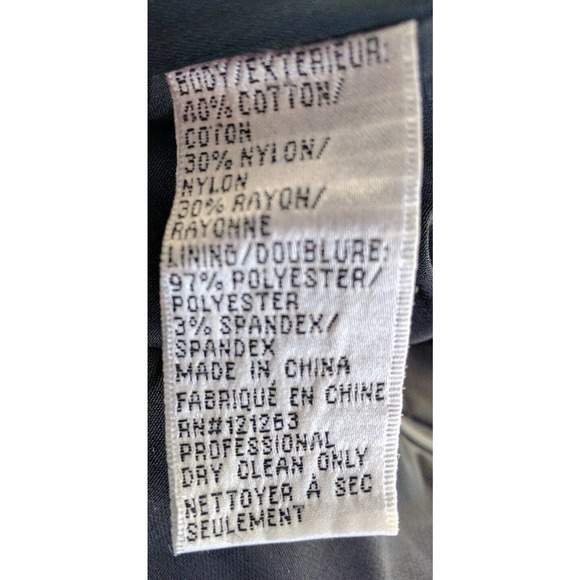 BODY/EXTERIEUR:
40% COTTON/
COTON
30% NYLON/
NYLON
30% RAYON/
RAYONNE
LINING/DOUBLURE:
97% POLYESTER/
POLYESTER
3% SPANDEX/
SPANDEX
MADE IN CHINA
FABRIQUÉ EN CHINE
RN#121263
PROFESSIONAL
DRY CLEAN ONLY
NETTOYER A SEC
SEULEMENT